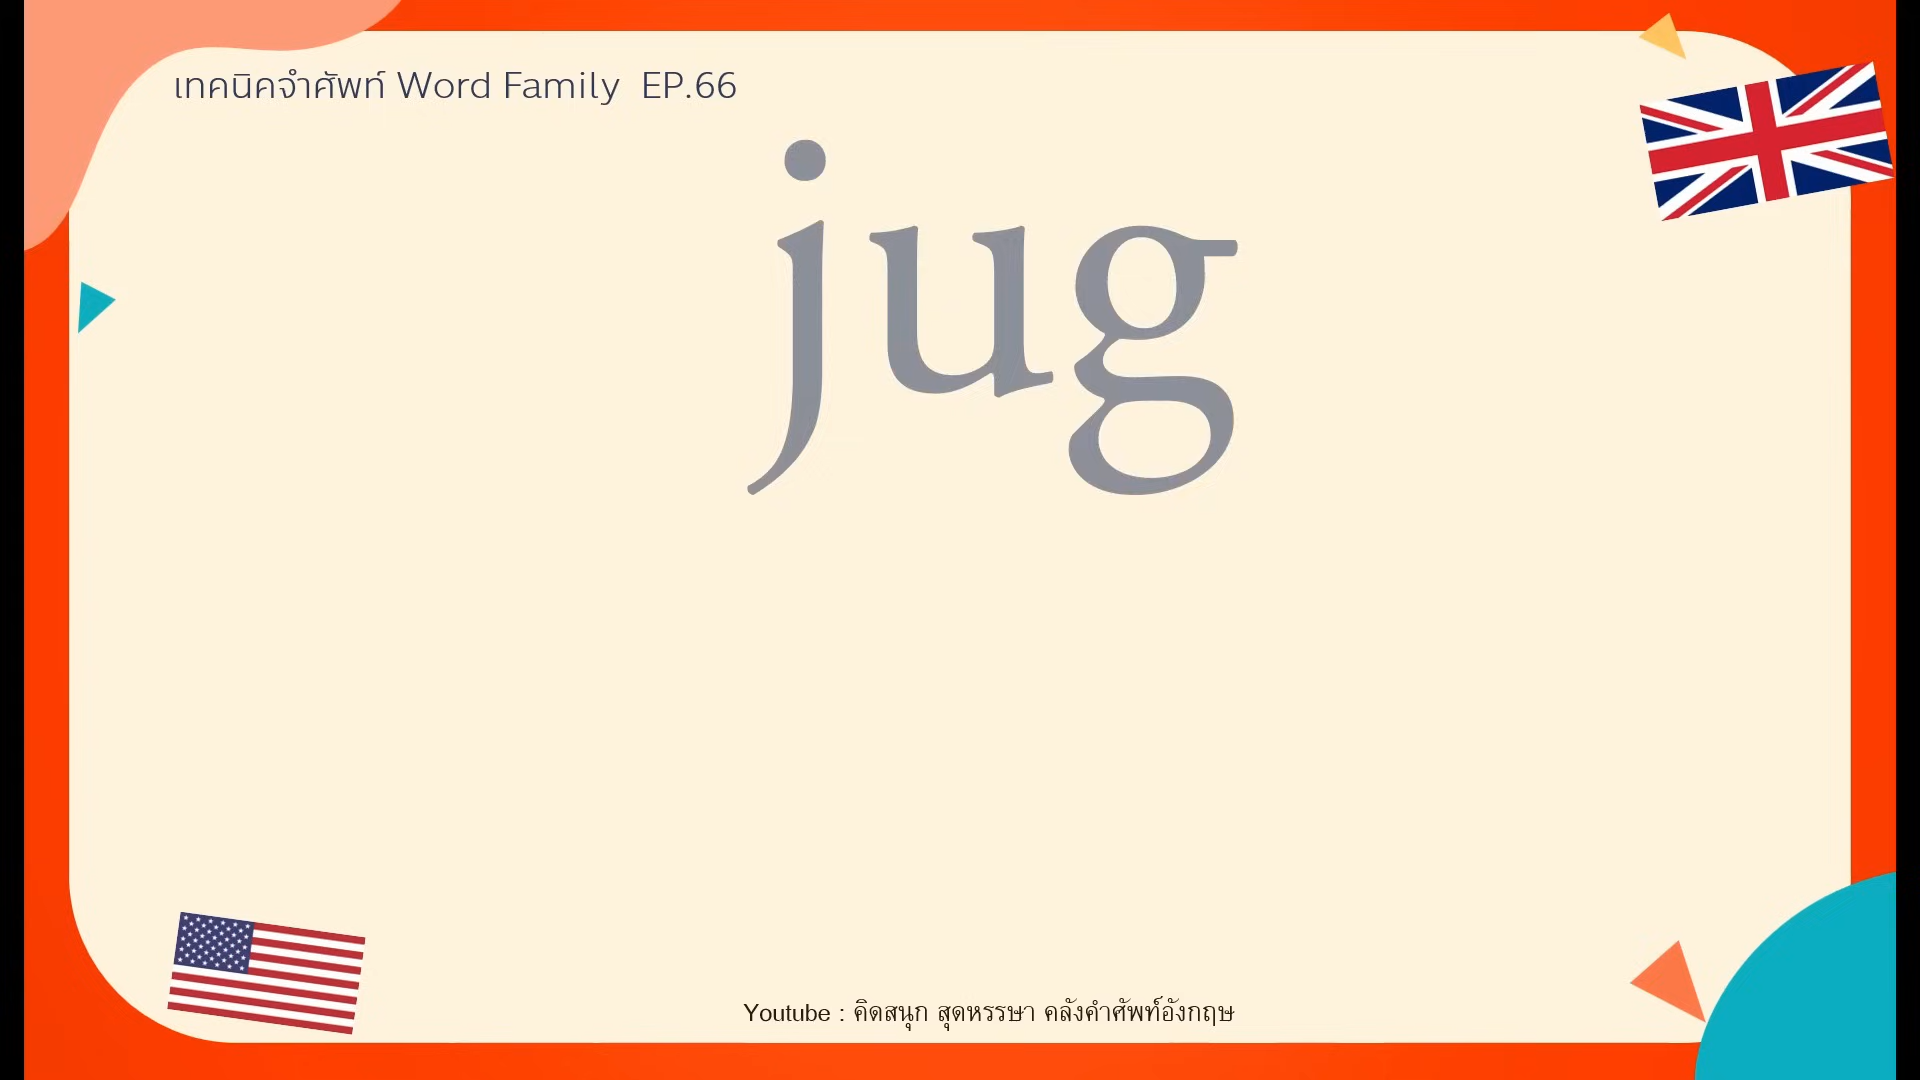 เทคนิคจำศัพท์ Word Family EP.66
jug
Youtube : คิดสนุก สุดหรรษา คลังคำศัพท์อังกฤษ